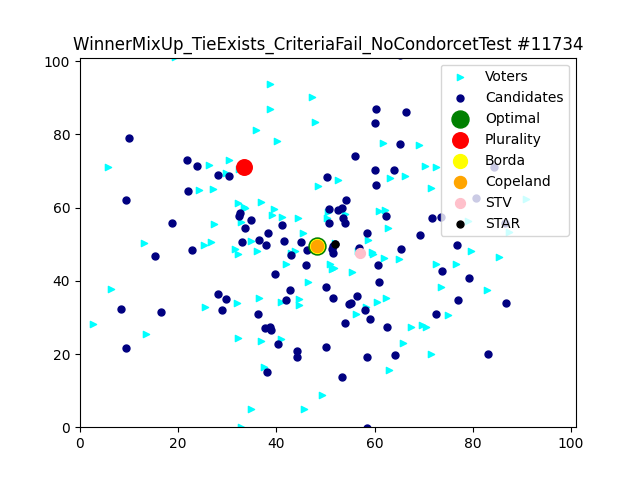 WinnerMixUp_TieExists_CriteriaFail_NoCondorcetTest #11734
100
80
60
40
20
0
0
20
40
60
80
100
Voters
Candidates
Optimal
Plurality
Borda
Copeland
STV
STAR